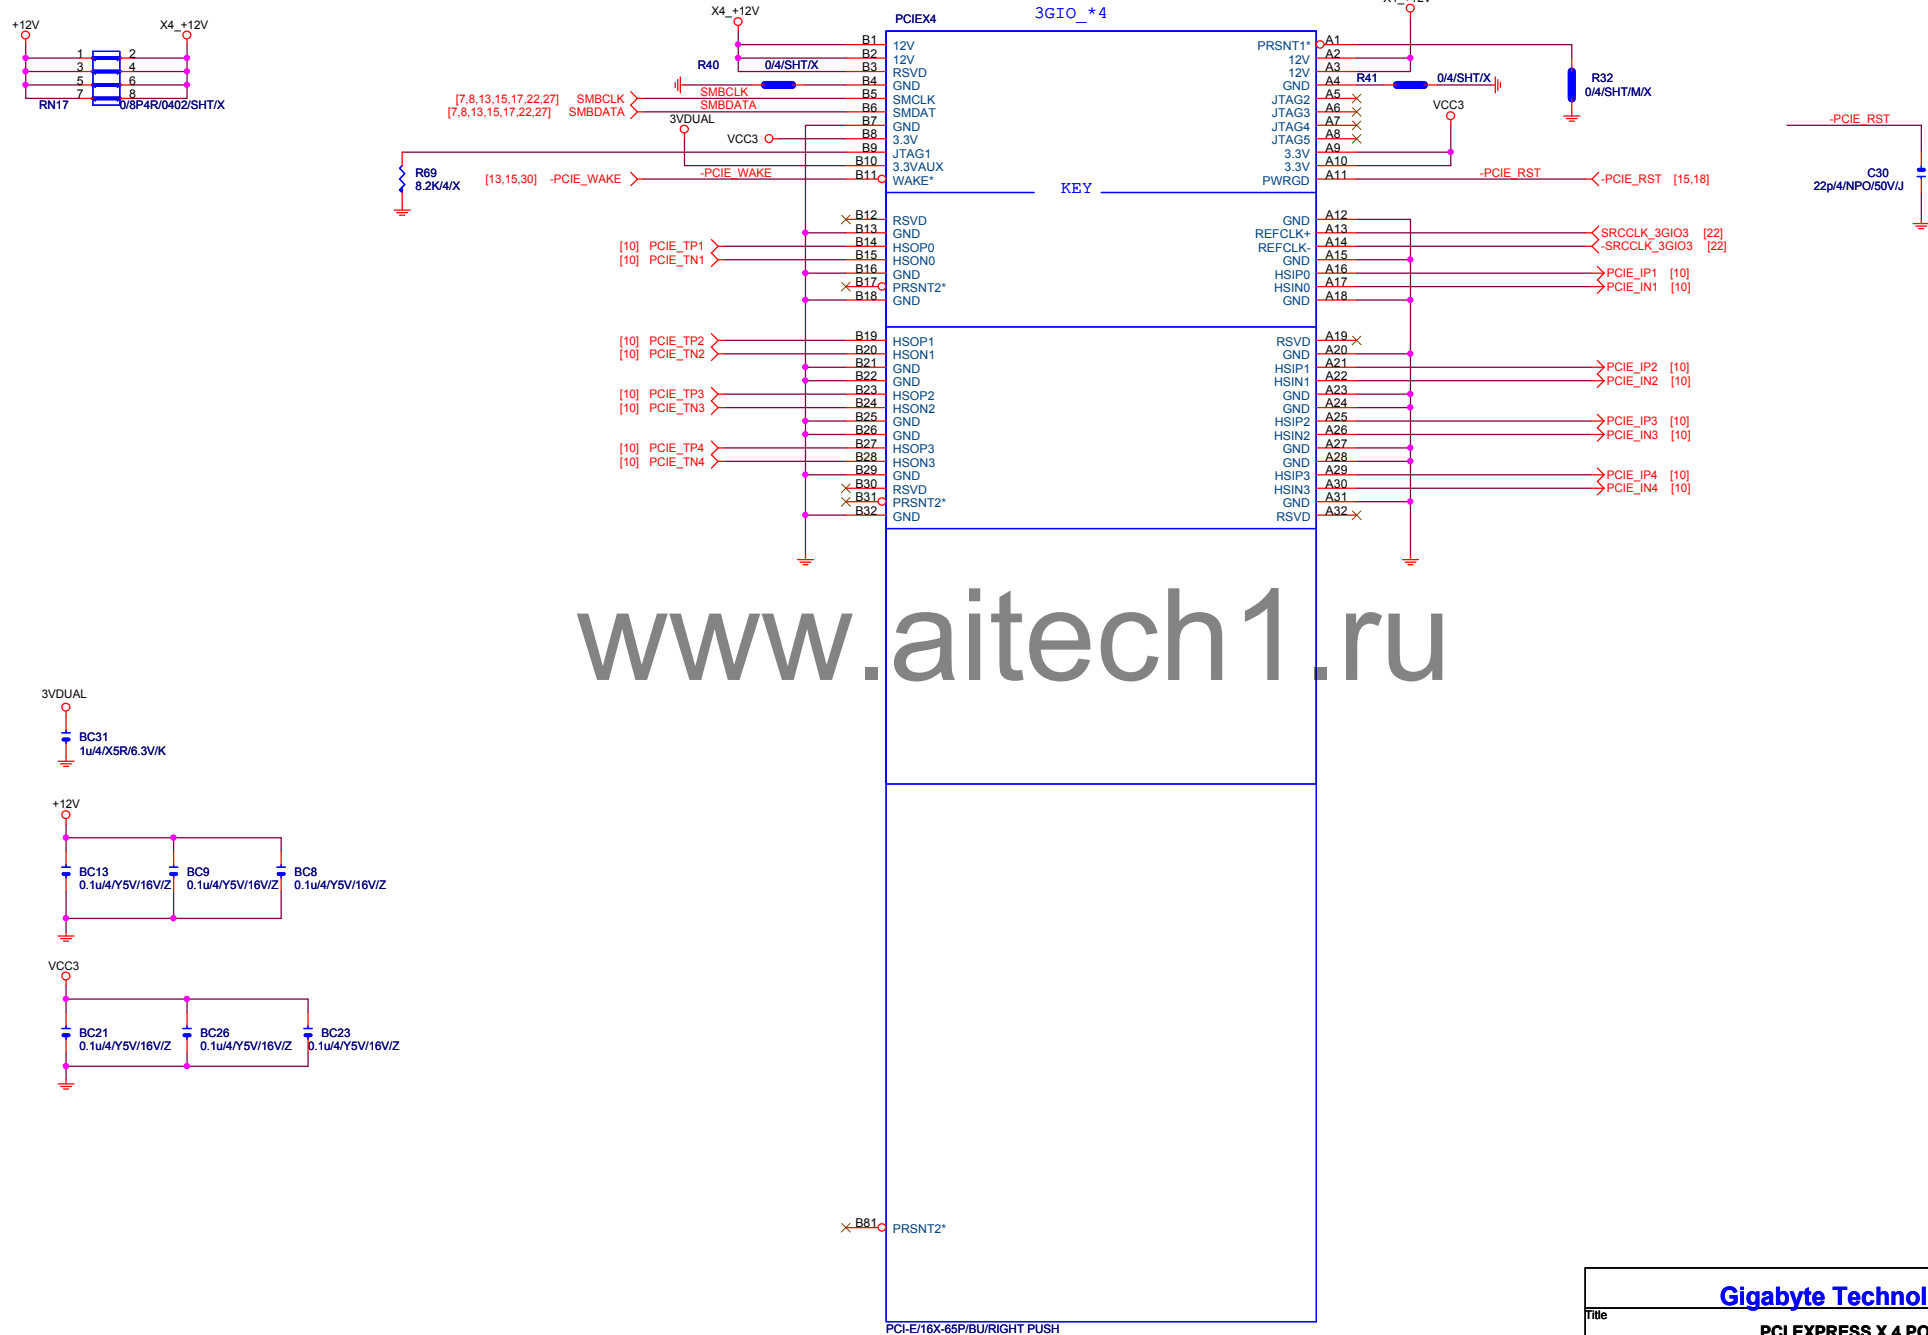 +12V
X4_+12V
1
2
3
4
5
6
7
8
RN17
0/8P4R/0402/SHT/X
X4_+12V
PCIEX4
3GIO_*4
R40
0/4/SHT/X
[7,8,13,15,17,22,27] SMBCLK
SMBCLK
[7,8,13,15,17,22,27] SMBDATA
SMBDATA
3VDUAL
VCC3
R69
8.2K/4/X
[13,15,30] -PCIE_WAKE
-PCIE_WAKE
B1 12V
B2 12V
B3 RSVD
B4 GND
B5 SMCLK
B6 SMDAT
B7 GND
B8 3.3V
B9 JTAG1
B10 3.3VAUX
B11 WAKE*
KEY
PRSNT1* A1
12V A2
12V A3
GND A4
JTAG2 A5
JTAG3 A6
JTAG4 A7
JTAG5 A8
3.3V A9
3.3V A10
PWRGD A11
R41
0/4/SHT/X
VCC3
R32
0/4/SHT/M/X
-PCIE_RST
-PCIE_RST [15,18]
-PCIE_RST
C30
22p/4/NPO/50V/J
B12 RSVD
B13 GND
[10] PCIE_TP1 B14 HSOP0
[10] PCIE_TN1 B15 HSON0
B16 GND
B17 PRSNT2*
B18 GND
GND A12
REFCLK+ A13 SRCCLK_3GIO3 [22]
REFCLK- A14 -SRCCLK_3GIO3 [22]
GND A15
HSIP0 A16 PCIE_IP1 [10]
HSIN0 A17 PCIE_IN1 [10]
GND A18
[10] PCIE_TP2 B19 HSOP1
[10] PCIE_TN2 B20 HSON1
B21 GND
B22 GND
[10] PCIE_TP3 B23 HSOP2
[10] PCIE_TN3 B24 HSON2
B25 GND
B26 GND
[10] PCIE_TP4 B27 HSOP3
[10] PCIE_TN4 B28 HSON3
B29 GND
B30 RSVD
B31 PRSNT2*
B32 GND
RSVD A19
GND A20
HSIP1 A21 PCIE_IP2 [10]
HSIN1 A22 PCIE_IN2 [10]
GND A23
GND A24
HSIP2 A25 PCIE_IP3 [10]
HSIN2 A26 PCIE_IN3 [10]
GND A27
GND A28
HSIP3 A29 PCIE_IP4 [10]
HSIN3 A30 PCIE_IN4 [10]
GND A31
RSVD A32
www.aitech1.ru
3VDUAL
BC31
1u/4/X5R/6.3V/K
+12V
BC13
0.1u/4/Y5V/16V/Z
BC9
0.1u/4/Y5V/16V/Z
BC8
0.1u/4/Y5V/16V/Z
VCC3
BC21
0.1u/4/Y5V/16V/Z
BC26
0.1u/4/Y5V/16V/Z
BC23
0.1u/4/Y5V/16V/Z
B81 PRSNT2*
PCI-E/16X-65P/BU/RIGHT PUSH
Gigabyte Technol
Title
PCI EXPRESS X 4 PO